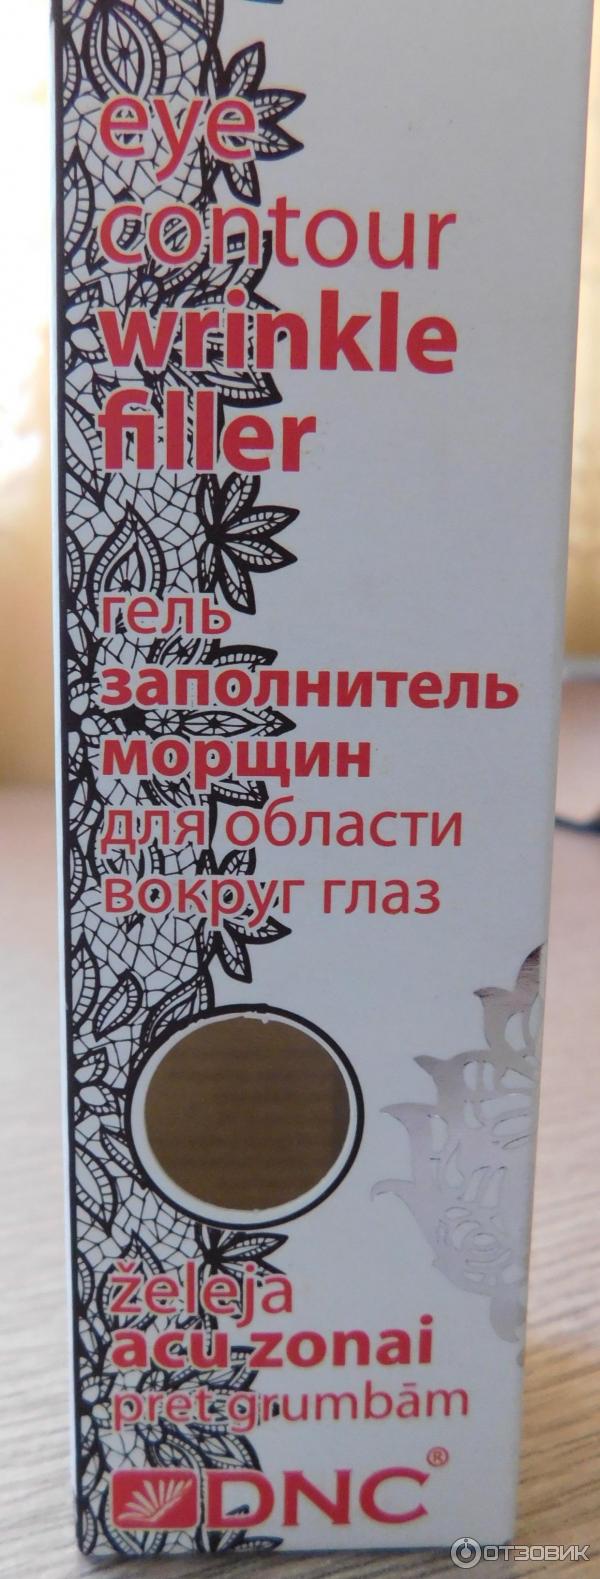 eye
contour
wrinkle
filler
гель
заполнитель
морщин
для области
вокруг глаз
želeja
acu zonai
pret grumbām
DNC®
ОТЗОВИК